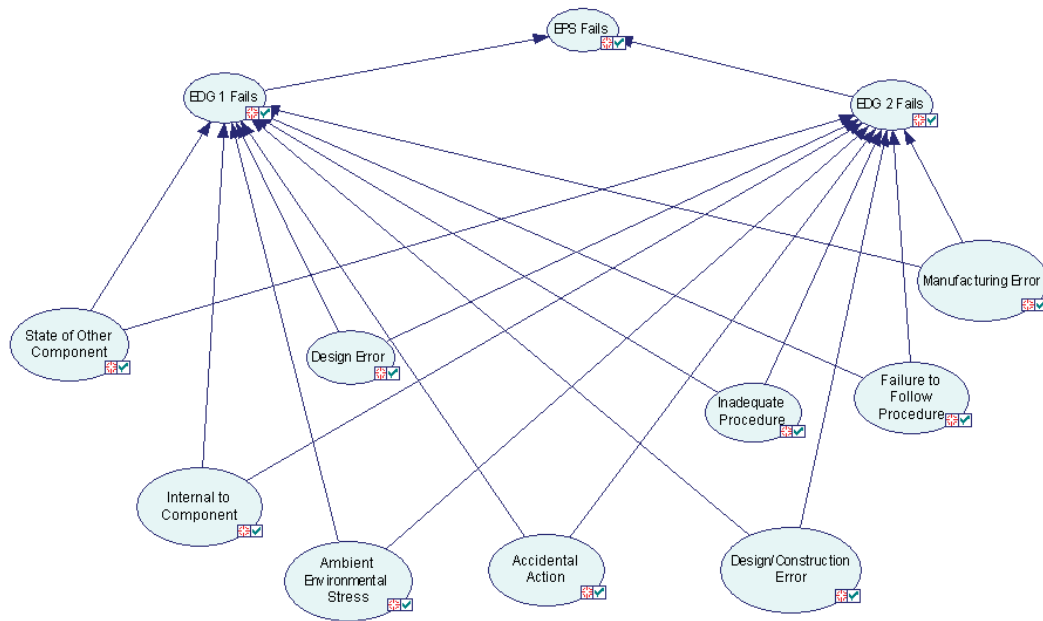 EPS Fails
EDG 1 Fails
EDG 2 Fails
Manufacturing Error
State of Other
Component
Design Error
Failure to
Follow
Procedure
Inadequate
Procedure
Internal to
Component
Ambient
Environmental
Stress
Accidental
Action
Design/Construction
Error